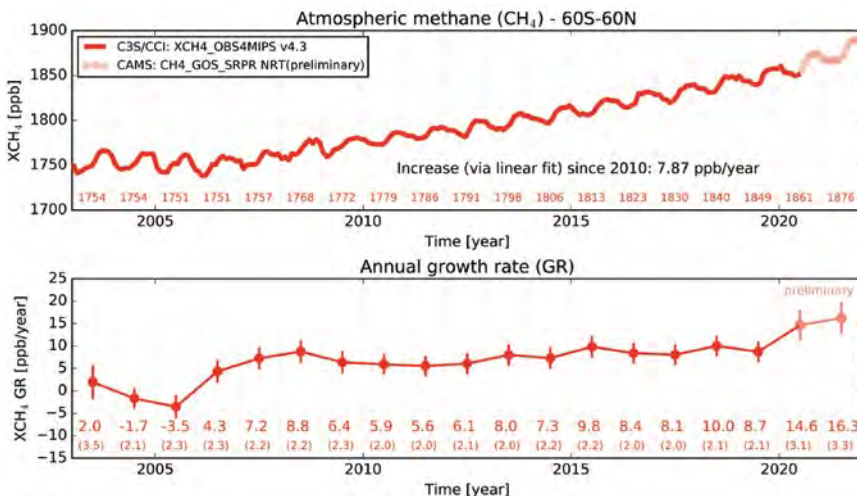 Atmospheric methane (CH₄) - 60S-60N
1900
C3S/CCI: XCH4_OBS4MIPS v4.3
CAMS: CH4_GOS_SRPR NRT(preliminary)
1850
XCH₄ [ppb]
1800
1750
Increase (via linear fit) since 2010: 7.87 ppb/year
1754 1754 1751 1751 1757 1768 1772 1779 1786 1791 1798 1806 1813 1823 1830 1840 1849 1861 1876
1700
2005 2010 2015 2020
Time [year]
Annual growth rate (GR)
25
preliminary
20
15
10
5
0
−5
−10
−15
XCH₄ GR [ppb/year]
2.0 -1.7 -3.5 4.3 7.2 8.8 6.4 5.9 5.6 6.1 8.0 7.3 9.8 8.4 8.1 10.0 8.7 14.6 16.3
(3.5) (2.1) (2.3) (2.3) (2.2) (2.2) (2.3) (2.0) (2.0) (2.1) (2.0) (2.2) (2.2) (2.0) (2.0) (2.1) (2.1) (3.1) (3.3)
2005 2010 2015 2020
Time [year]